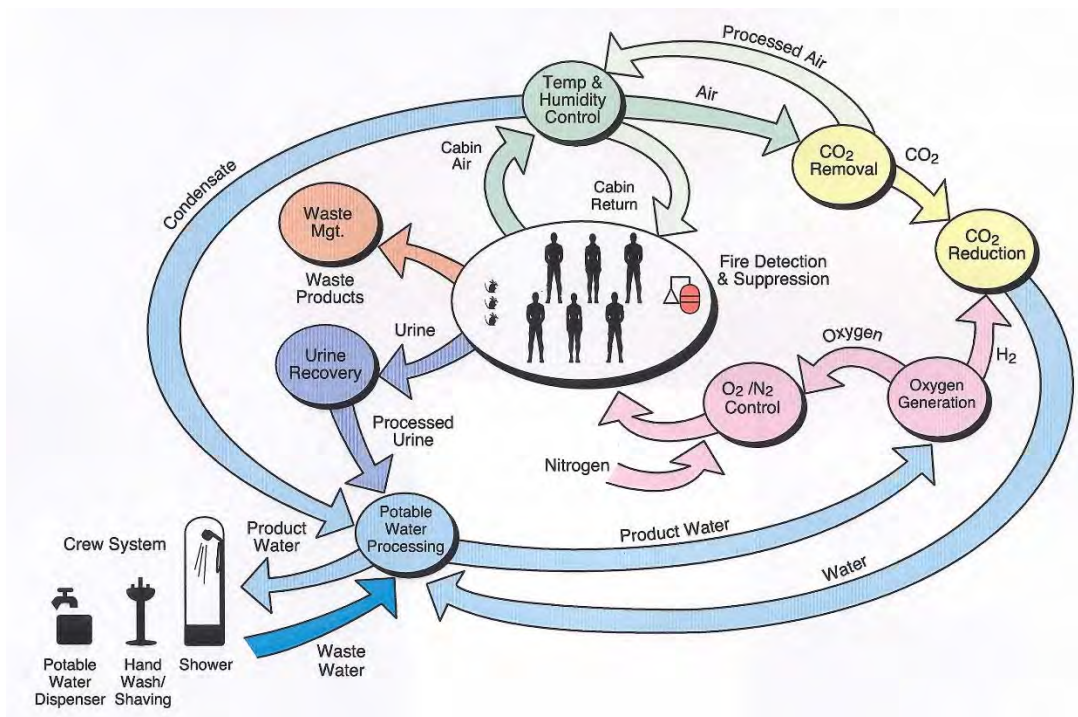 Processed Air
Temp &
Humidity
Control
Air
CO2
Removal
CO2
Cabin
Air
Cabin
Return
Condensate
Waste
Mgt.
Waste
Products
CO2
Reduction
Fire Detection
& Suppression
Urine
Urine
Recovery
Oxygen
H2
O2 /N2
Control
Oxygen
Generation
Processed
Urine
Nitrogen
Potable
Water
Processing
Product
Water
Product Water
Water
Crew System
Waste
Water
Potable
Water
Dispenser
Hand
Wash/
Shaving
Shower